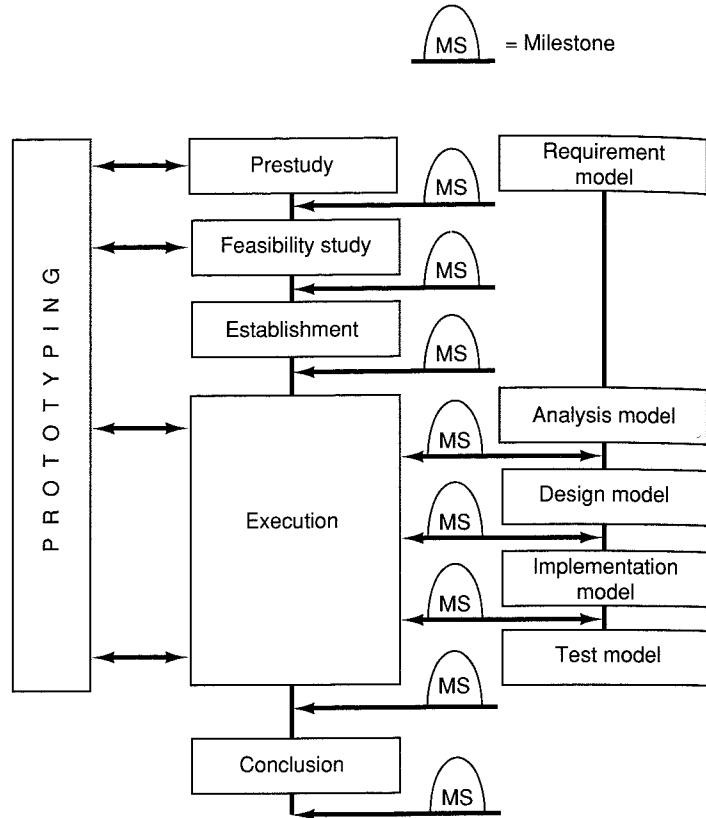 MS = Milestone
PROTOTYPING
Prestudy
MS
Requirement
model
Feasibility study
MS
Establishment
MS
Execution
MS
Analysis model
MS
Design model
MS
Implementation
model
Test model
MS
Conclusion
MS